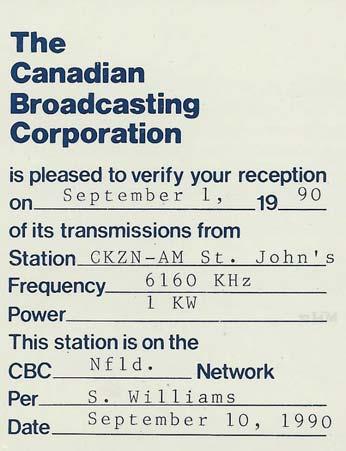 The
Canadian
Broadcasting
Corporation
is pleased to verify your reception
on September 1, 19 90
of its transmissions from
Station CKZN-AM St. John's
Frequency 6160 KHz
Power 1 KW
This station is on the
CBC Nfld. Network
Per S. Williams
Date September 10, 1990